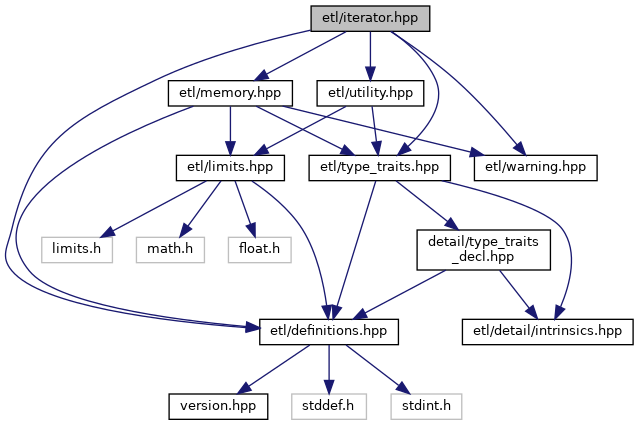 etl/iterator.hpp
etl/memory.hpp
etl/utility.hpp
etl/limits.hpp
etl/type_traits.hpp
etl/warning.hpp
limits.h
math.h
float.h
detail/type_traits
_decl.hpp
etl/definitions.hpp
etl/detail/intrinsics.hpp
version.hpp
stddef.h
stdint.h